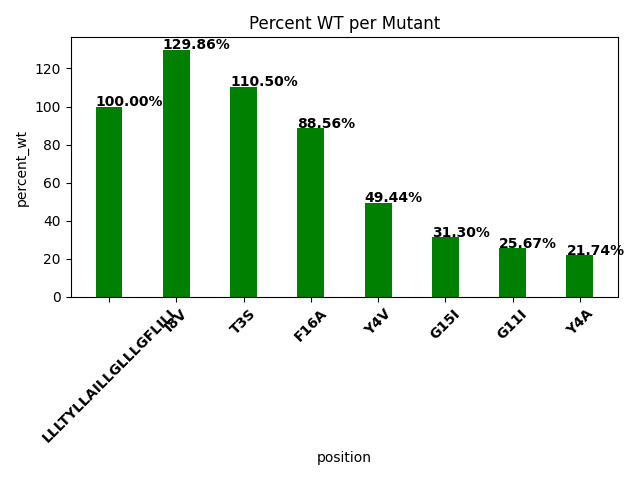 Percent WT per Mutant
129.86%
110.50%
100.00%
88.56%
49.44%
31.30%
25.67%
21.74%
120
100
80
60
40
20
0
percent_wt
I8V
T3S
F16A
Y4V
G15I
G11I
Y4A
position